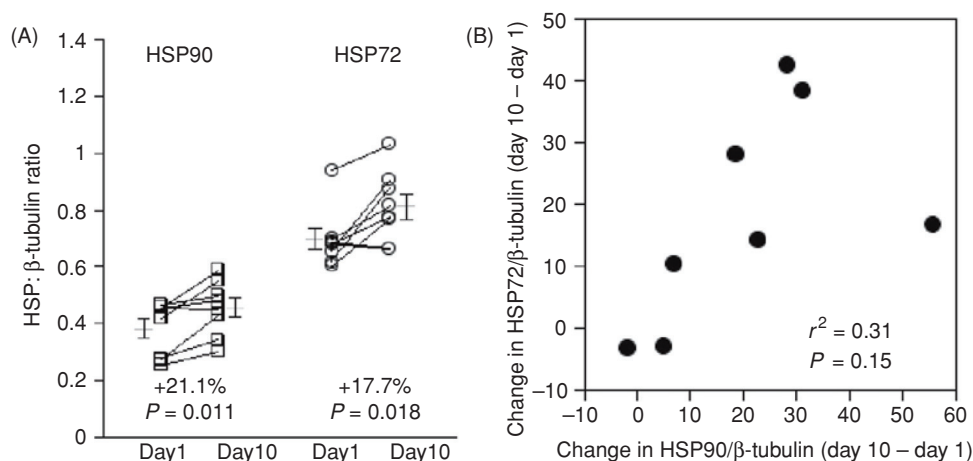 (A)
HSP: β-tubulin ratio
1.4
1.2
1
0.8
0.6
0.4
0.2
0
HSP90
HSP72
+21.1%
P = 0.011
+17.7%
P = 0.018
Day1
Day10
Day1
Day10
(B)
Change in HSP72/β-tubulin (day 10 – day 1)
50
40
30
20
10
0
–10
r² = 0.31
P = 0.15
–10
0
10
20
30
40
50
60
Change in HSP90/β-tubulin (day 10 – day 1)